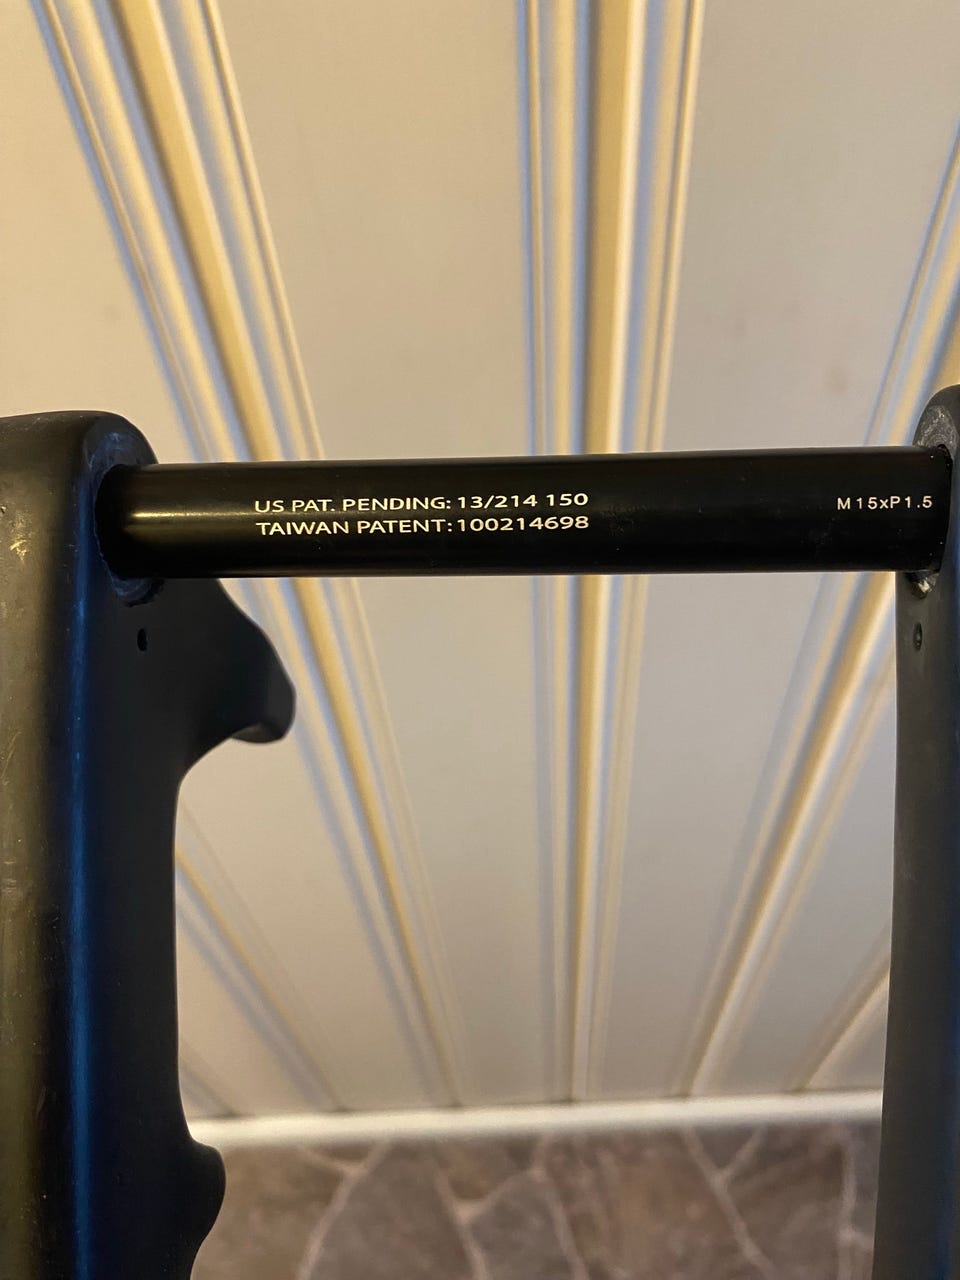 US PAT. PENDING: 13/214 150
TAIWAN PATENT:100214698
M15xP1.5